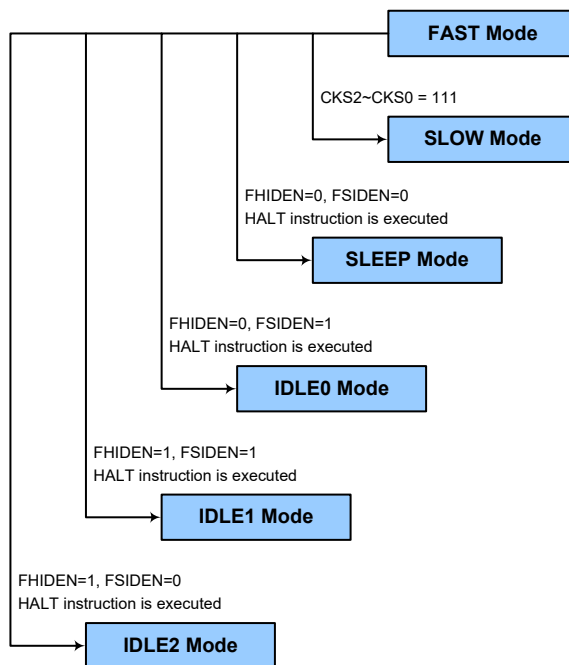 FAST Mode
CKS2~CKS0 = 111
SLOW Mode
FHIDEN=0, FSIDEN=0
HALT instruction is executed
SLEEP Mode
FHIDEN=0, FSIDEN=1
HALT instruction is executed
IDLE0 Mode
FHIDEN=1, FSIDEN=1
HALT instruction is executed
IDLE1 Mode
FHIDEN=1, FSIDEN=0
HALT instruction is executed
IDLE2 Mode